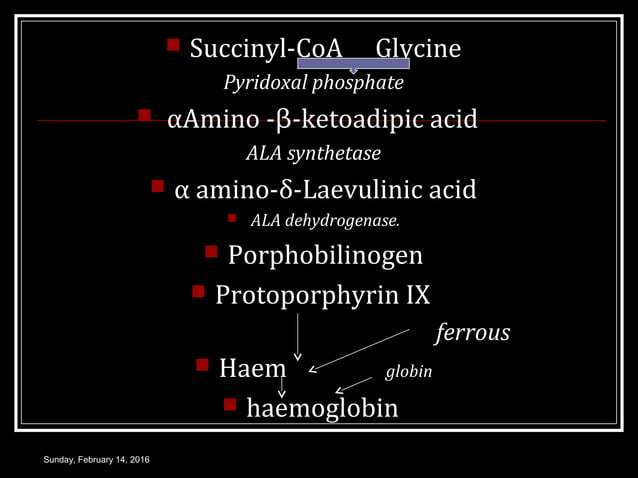 Succinyl-CoA Glycine
Pyridoxal phosphate
αAmino -β-ketoadipic acid
ALA synthetase
α amino-δ-Laevulinic acid
ALA dehydrogenase.
Porphobilinogen
Protoporphyrin IX
ferrous
Haem
globin
haemoglobin
Sunday, February 14, 2016